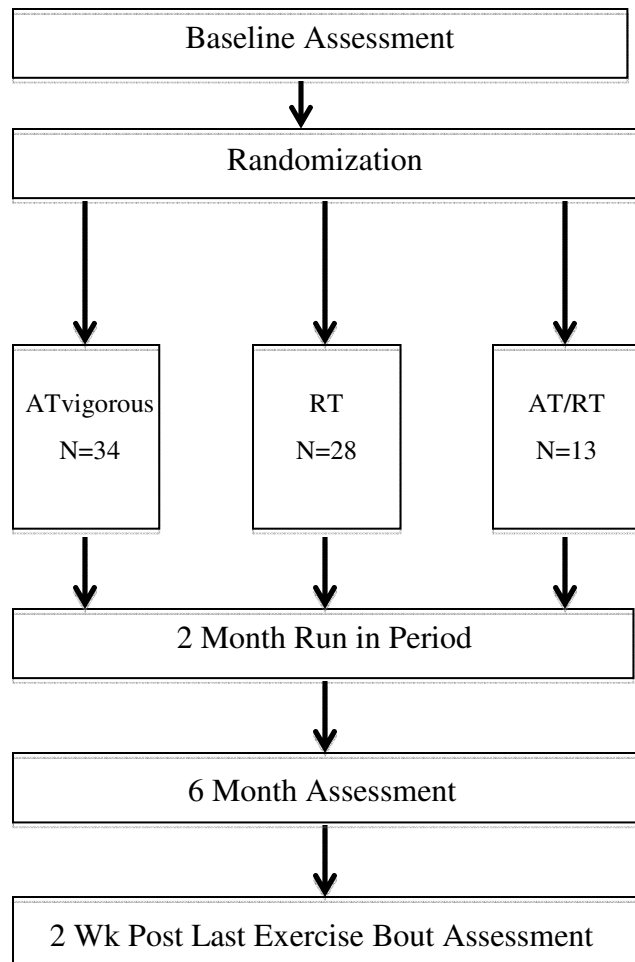 Baseline Assessment
Randomization
ATvigorous
N=34
RT
N=28
AT/RT
N=13
2 Month Run in Period
6 Month Assessment
2 Wk Post Last Exercise Bout Assessment